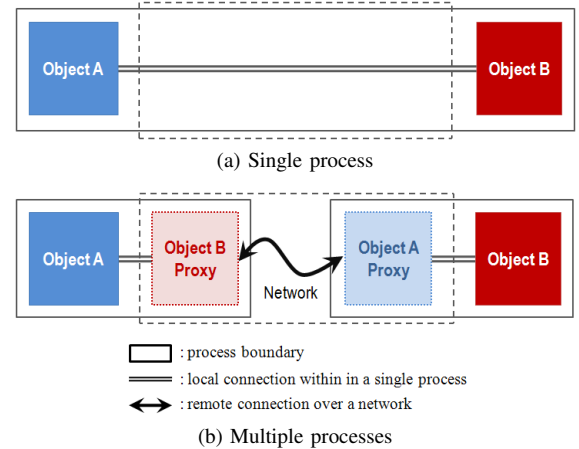 Object A
Object B
(a) Single process
Object A
Object B
Proxy
Network
Object A
Proxy
Object B
: process boundary
: local connection within in a single process
: remote connection over a network
(b) Multiple processes